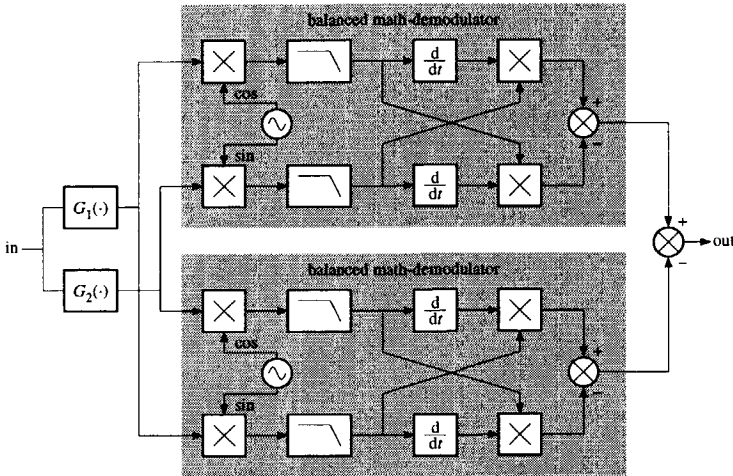 balanced math-demodulator
d
dt
cos
sin
d
dt
+
−
G1(·)
in
G2(·)
+
−
out
balanced math-demodulator
d
dt
cos
sin
d
dt
+
−